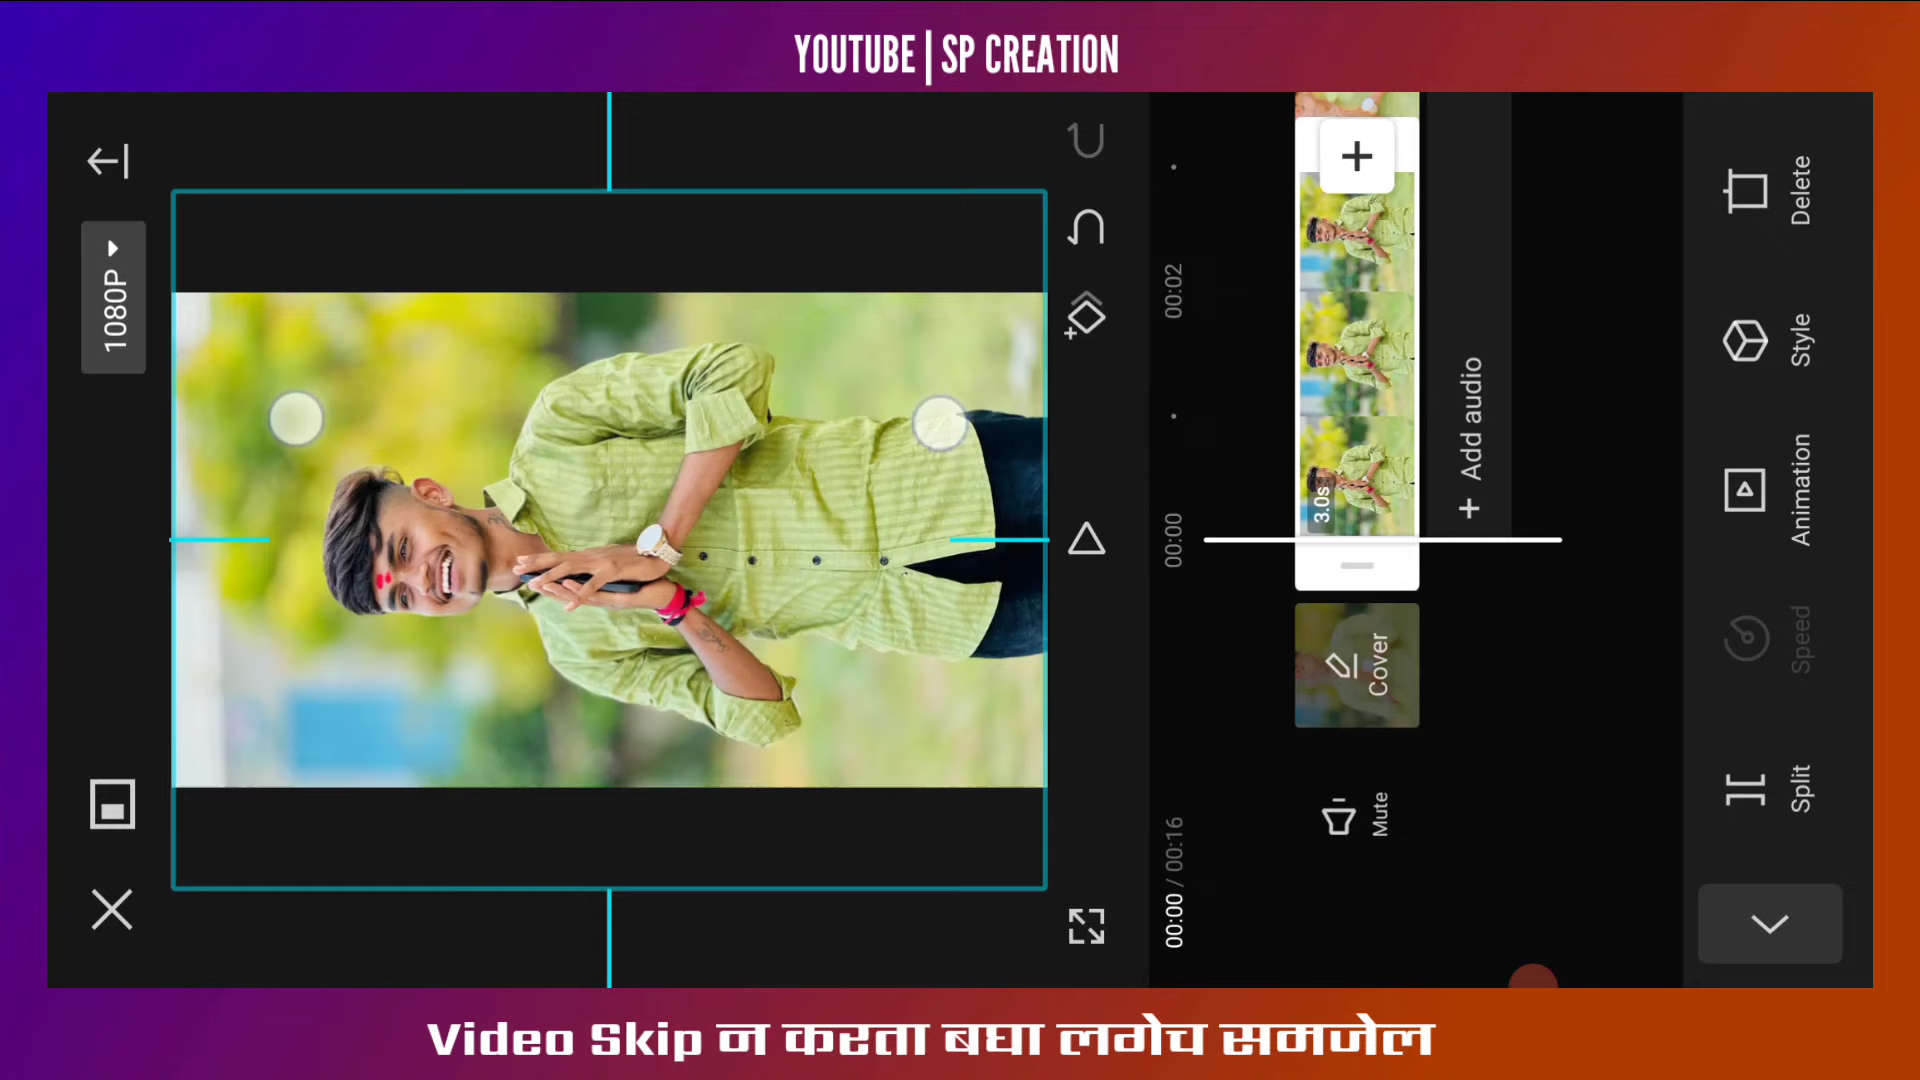 YOUTUBE | SP CREATION
1080P
00:00 / 00:16
00:00
00:02
3.0s
+ Add audio
Cover
Mute
Split
Speed
Animation
Style
Delete
Video Skip न करता बघा लगेच समजेल